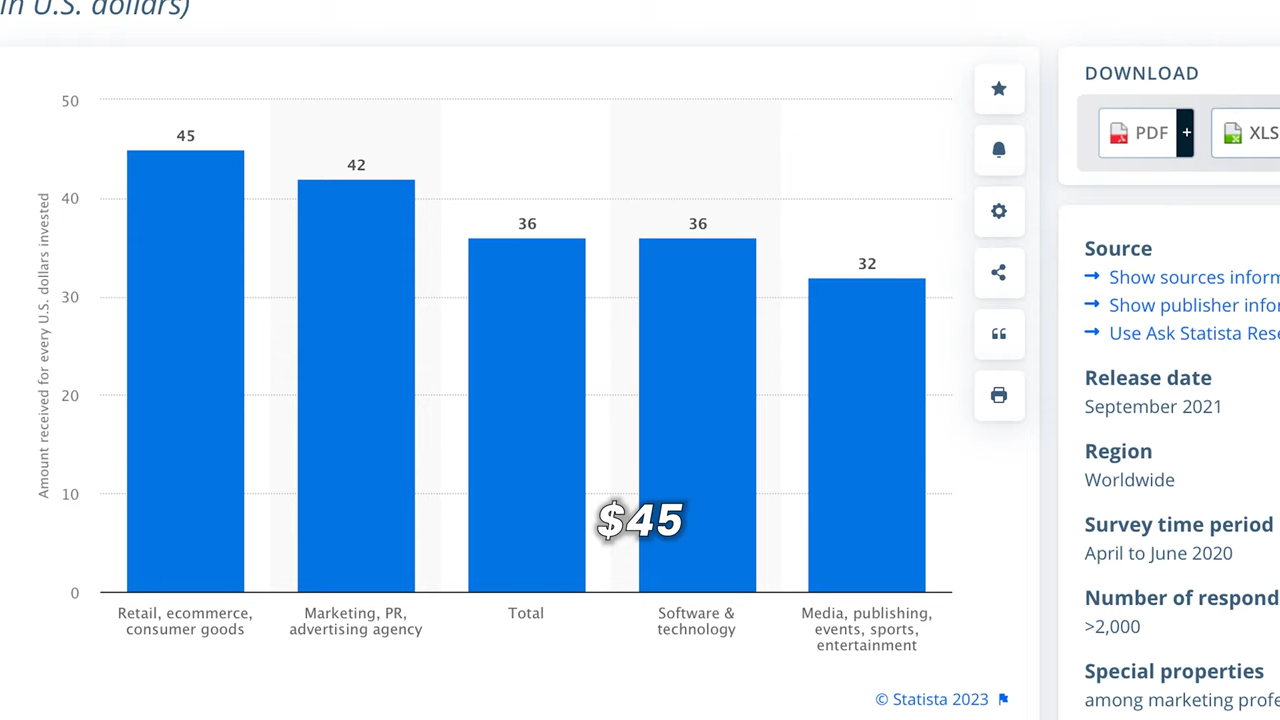 in U.S. dollars)
50
40
30
20
10
0
Amount received for every U.S. dollars invested
45
42
36
36
32
$45
Retail, ecommerce,
consumer goods
Marketing, PR,
advertising agency
Total
Software &
technology
Media, publishing,
events, sports,
entertainment
© Statista 2023
DOWNLOAD
PDF +
XLS
Source
→ Show sources inform
→ Show publisher infor
→ Use Ask Statista Rese
Release date
September 2021
Region
Worldwide
Survey time period
April to June 2020
Number of respond
>2,000
Special properties
among marketing profe